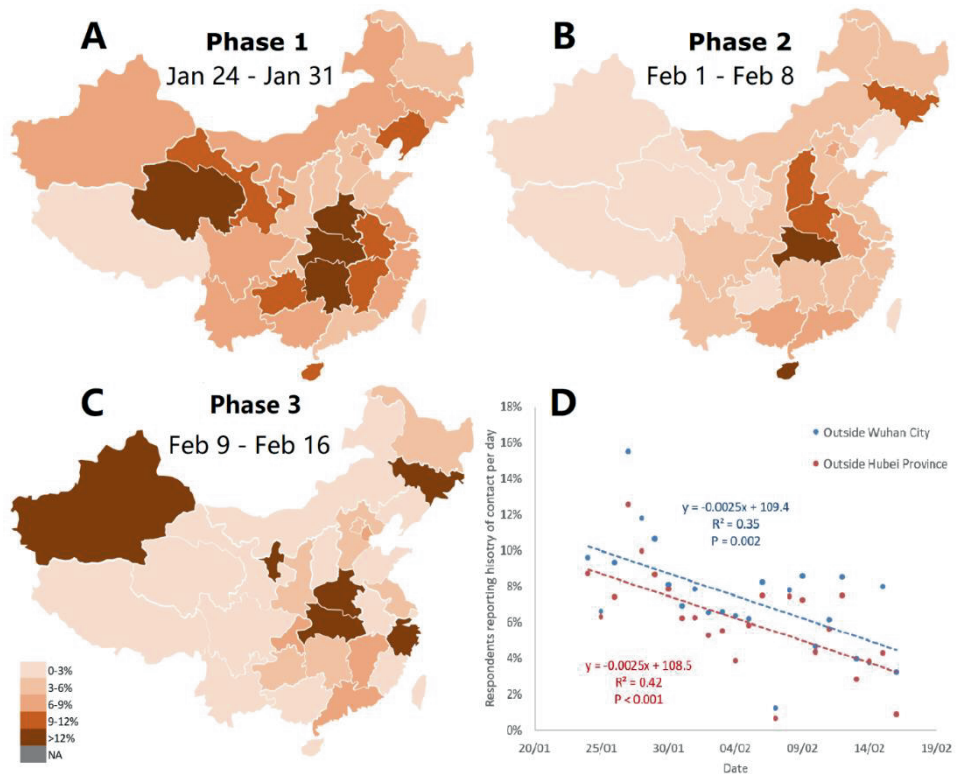 A
Phase 1
Jan 24 - Jan 31
B
Phase 2
Feb 1 - Feb 8
C
Phase 3
Feb 9 - Feb 16
0-3%
3-6%
6-9%
9-12%
>12%
NA
D
Respondents reporting hisotry of contact per day
18%
16%
14%
12%
10%
8%
6%
4%
2%
0%
Outside Wuhan City
Outside Hubei Province
y = -0.0025x + 109.4
R² = 0.35
P = 0.002
y = -0.0025x + 108.5
R² = 0.42
P < 0.001
20/01
25/01
30/01
04/02
09/02
14/02
19/02
Date